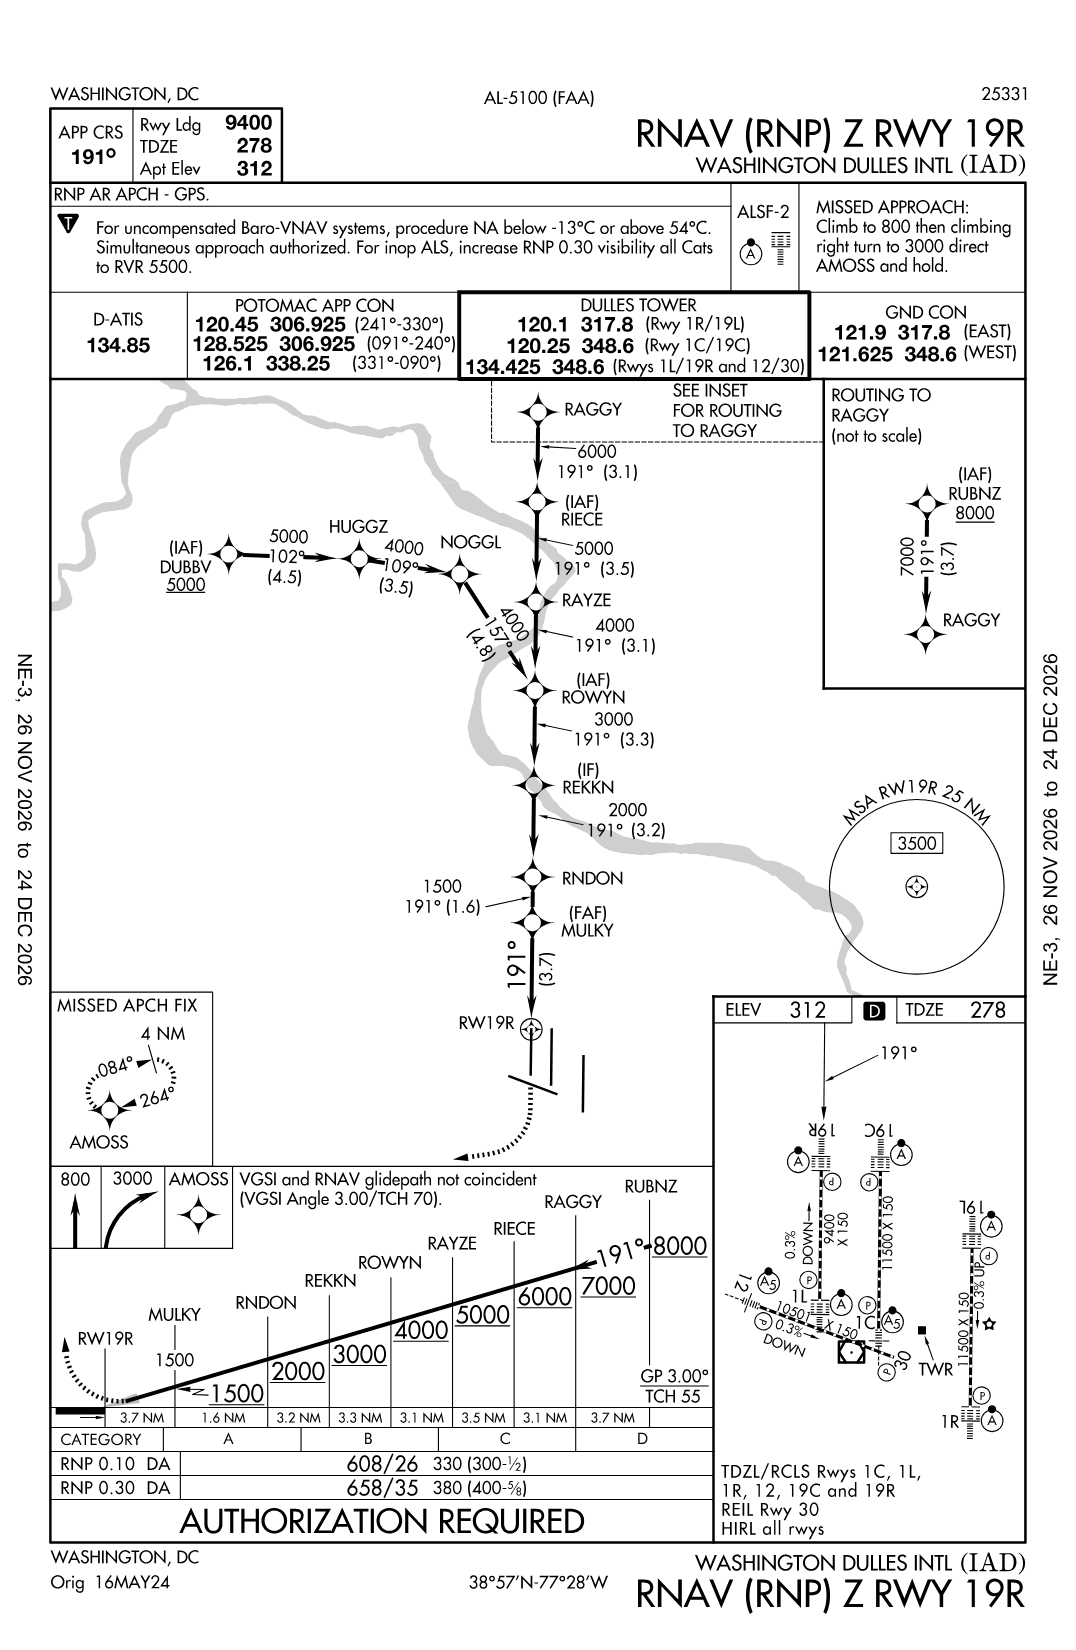 WASHINGTON, DC
AL-5100 (FAA)
25331
APP CRS
191°
Rwy Ldg 9400
TDZE 278
Apt Elev 312
RNAV (RNP) Z RWY 19R
WASHINGTON DULLES INTL (IAD)
RNP AR APCH - GPS.
T
For uncompensated Baro-VNAV systems, procedure NA below -13°C or above 54°C.
Simultaneous approach authorized. For inop ALS, increase RNP 0.30 visibility all Cats
to RVR 5500.
ALSF-2
A
MISSED APPROACH:
Climb to 800 then climbing
right turn to 3000 direct
AMOSS and hold.
D-ATIS
134.85
POTOMAC APP CON
120.45 306.925 (241°-330°)
128.525 306.925 (091°-240°)
126.1 338.25 (331°-090°)
DULLES TOWER
120.1 317.8 (Rwy 1R/19L)
120.25 348.6 (Rwy 1C/19C)
134.425 348.6 (Rwys 1L/19R and 12/30)
GND CON
121.9 317.8 (EAST)
121.625 348.6 (WEST)
RAGGY
SEE INSET
FOR ROUTING
TO RAGGY
6000
191° (3.1)
(IAF)
RIECE
5000
191° (3.5)
RAYZE
4000
191° (3.1)
(IAF)
ROWYN
3000
191° (3.3)
(IF)
REKKN
2000
191° (3.2)
RNDON
1500
191° (1.6)
(FAF)
MULKY
191°
(3.7)
RW19R
(IAF)
DUBBV
5000
5000
102°
(4.5)
HUGGZ
4000
109°
(3.5)
NOGGL
4000
157°
(4.8)
ROUTING TO
RAGGY
(not to scale)
(IAF)
RUBNZ
8000
7000
191°
(3.7)
RAGGY
MSA RW19R 25 NM
3500
NE-3, 26 NOV 2026 to 24 DEC 2026
NE-3, 26 NOV 2026 to 24 DEC 2026
MISSED APCH FIX
4 NM
084°
264°
AMOSS
ELEV 312
D
TDZE 278
191°
19R
19C
A
A
P
P
0.3%
DOWN
9400
X 150
11500 X 150
19L
A
P
0.3% UP
11500 X 150
12
A5
P
1L
A
P
1C
A5
10501 X 150
P
0.3%
DOWN
30
P
TWR
P
1R
A
TDZL/RCLS Rwys 1C, 1L,
1R, 12, 19C and 19R
REIL Rwy 30
HIRL all rwys
800
3000
AMOSS
VGSI and RNAV glidepath not coincident
(VGSI Angle 3.00/TCH 70).
RUBNZ
RAGGY
RIECE
RAYZE
ROWYN
REKKN
RNDON
MULKY
RW19R
191°
8000
7000
6000
5000
4000
3000
2000
1500
1500
GP 3.00°
TCH 55
3.7 NM
1.6 NM
3.2 NM
3.3 NM
3.1 NM
3.5 NM
3.1 NM
3.7 NM
CATEGORY A B C D
RNP 0.10 DA 608/26 330 (300-½)
RNP 0.30 DA 658/35 380 (400-⅝)
AUTHORIZATION REQUIRED
WASHINGTON, DC
Orig 16MAY24
38°57'N-77°28'W
WASHINGTON DULLES INTL (IAD)
RNAV (RNP) Z RWY 19R